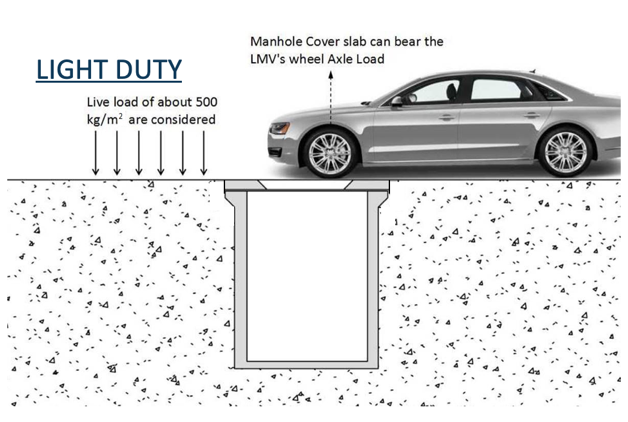 Manhole Cover slab can bear the
LMV's wheel Axle Load
LIGHT DUTY
Live load of about 500
kg/m² are considered